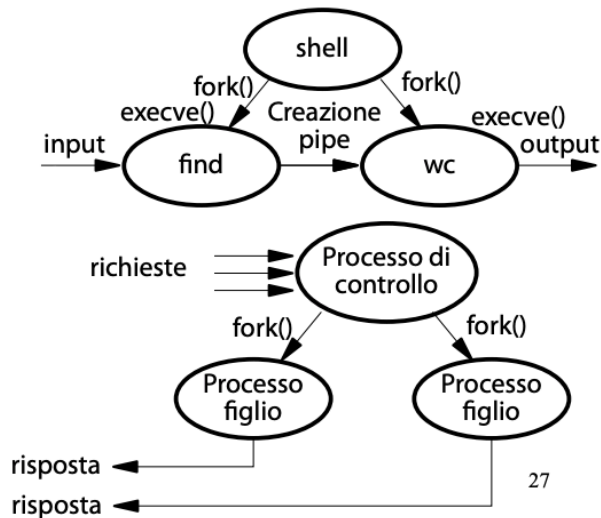 shell
fork()
fork()
execve()
Creazione
pipe
execve()
input
find
wc
output
richieste
Processo di
controllo
fork()
fork()
Processo
figlio
Processo
figlio
risposta
27
risposta